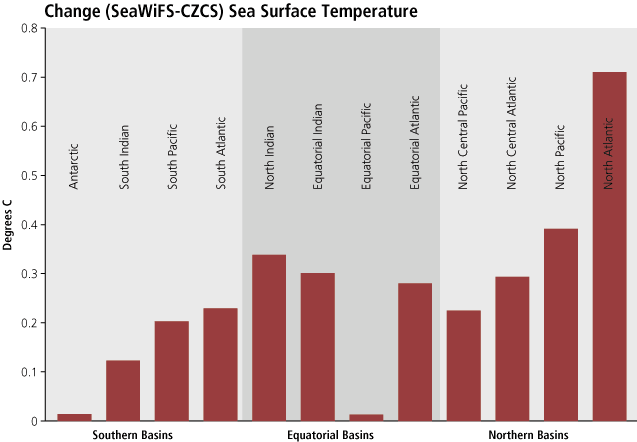 Change (SeaWiFS-CZCS) Sea Surface Temperature
Degrees C
0.8
0.7
0.6
0.5
0.4
0.3
0.2
0.1
0
Antarctic
South Indian
South Pacific
South Atlantic
North Indian
Equatorial Indian
Equatorial Pacific
Equatorial Atlantic
North Central Pacific
North Central Atlantic
North Pacific
North Atlantic
Southern Basins
Equatorial Basins
Northern Basins